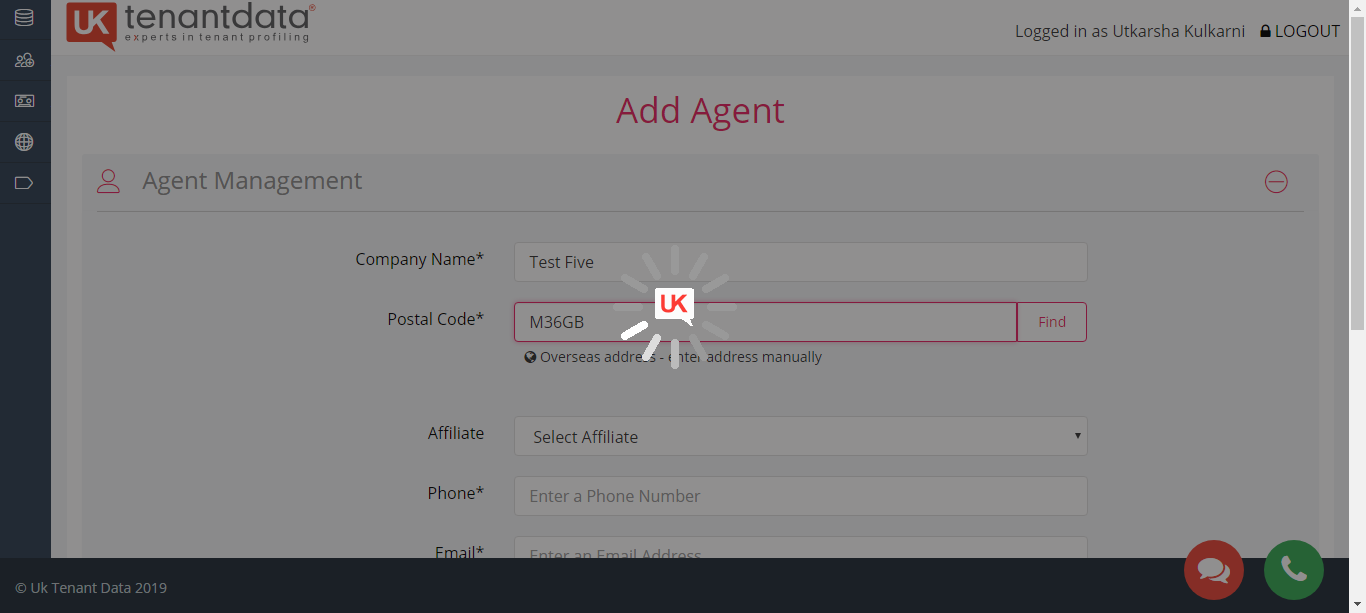 UK tenantdata®
experts in tenant profiling
Logged in as Utkarsha Kulkarni LOGOUT
Add Agent
Agent Management
Company Name* Test Five
UK
Postal Code* M36GB Find
Overseas address - enter address manually
Affiliate Select Affiliate
Phone* Enter a Phone Number
Email* Enter an Email Address
© Uk Tenant Data 2019